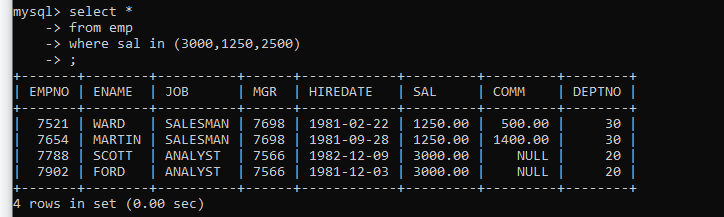 mysql> select *
    -> from emp
    -> where sal in (3000,1250,2500)
    -> ;
+-------+--------+----------+------+------------+---------+---------+--------+
| EMPNO | ENAME  | JOB      | MGR  | HIREDATE   | SAL     | COMM    | DEPTNO |
+-------+--------+----------+------+------------+---------+---------+--------+
|  7521 | WARD   | SALESMAN | 7698 | 1981-02-22 | 1250.00 |  500.00 |     30 |
|  7654 | MARTIN | SALESMAN | 7698 | 1981-09-28 | 1250.00 | 1400.00 |     30 |
|  7788 | SCOTT  | ANALYST  | 7566 | 1982-12-09 | 3000.00 |    NULL |     20 |
|  7902 | FORD   | ANALYST  | 7566 | 1981-12-03 | 3000.00 |    NULL |     20 |
+-------+--------+----------+------+------------+---------+---------+--------+
4 rows in set (0.00 sec)